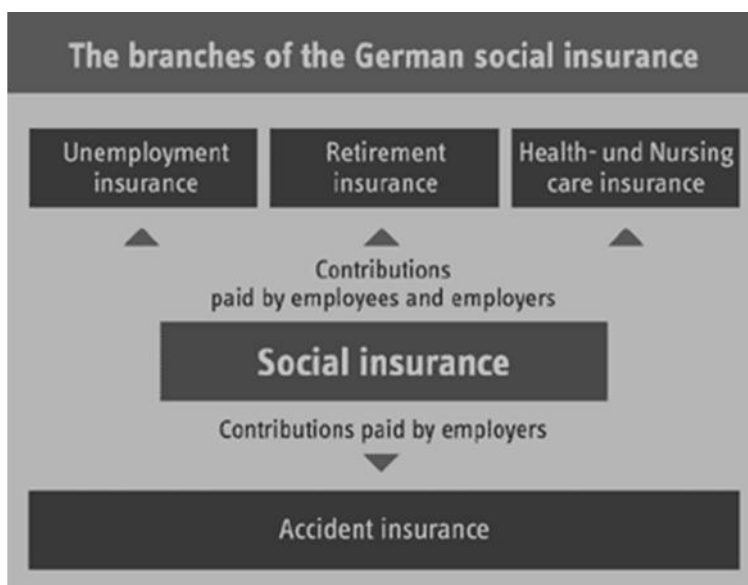 The branches of the German social insurance
Unemployment
insurance
Retirement
insurance
Health- und Nursing
care insurance
Contributions
paid by employees and employers
Social insurance
Contributions paid by employers
Accident insurance